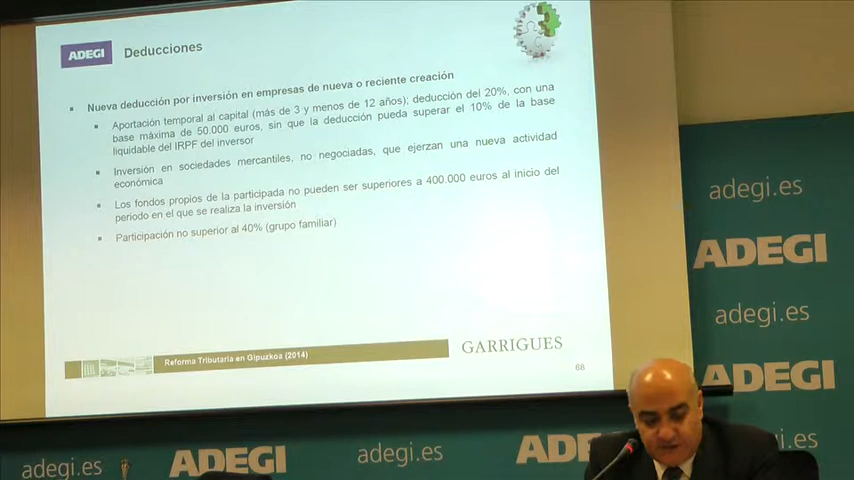 ADEGI
Deducciones
Nueva deducción por inversión en empresas de nueva o reciente creación
Aportación temporal al capital (más de 3 y menos de 12 años); deducción del 20%, con una
base máxima de 50.000 euros, sin que la deducción pueda superar el 10% de la base
liquidable del IRPF del inversor
Inversión en sociedades mercantiles, no negociadas, que ejerzan una nueva actividad
económica
Los fondos propios de la participada no pueden ser superiores a 400.000 euros al inicio del
periodo en el que se realiza la inversión
Participación no superior al 40% (grupo familiar)
Reforma Tributaria en Gipuzkoa (2014)
GARRIGUES
68
adegi.es
ADEGI
adegi.es
ADEGI
adegi.es
ADEGI
adegi.es